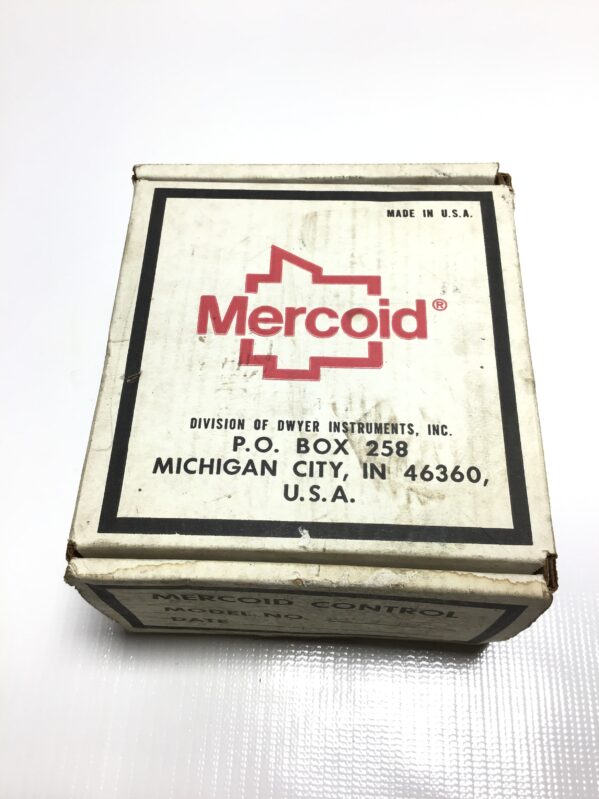 MADE IN U.S.A.
Mercoid®
DIVISION OF DWYER INSTRUMENTS, INC.
P.O. BOX 258
MICHIGAN CITY, IN 46360,
U.S.A.
MERCOID CONTROL
MODEL NO.
DATE